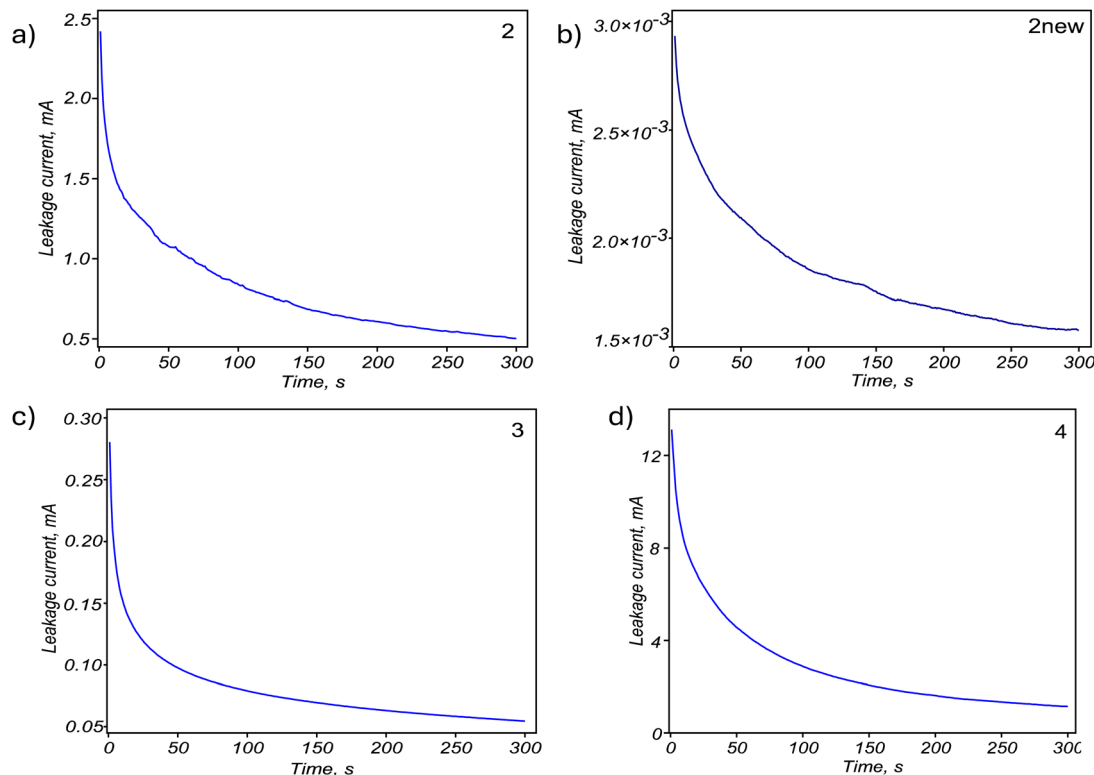 a)
2
2.5
2.0
1.5
1.0
0.5
Leakage current, mA
0 50 100 150 200 250 300
Time, s
b)
2new
3.0×10⁻³
2.5×10⁻³
2.0×10⁻³
1.5×10⁻³
Leakage current, mA
0 50 100 150 200 250 300
Time, s
c)
3
0.30
0.25
0.20
0.15
0.10
0.05
Leakage current, mA
0 50 100 150 200 250 300
Time, s
d)
4
12
8
4
0
Leakage current, mA
0 50 100 150 200 250 30
Time, s